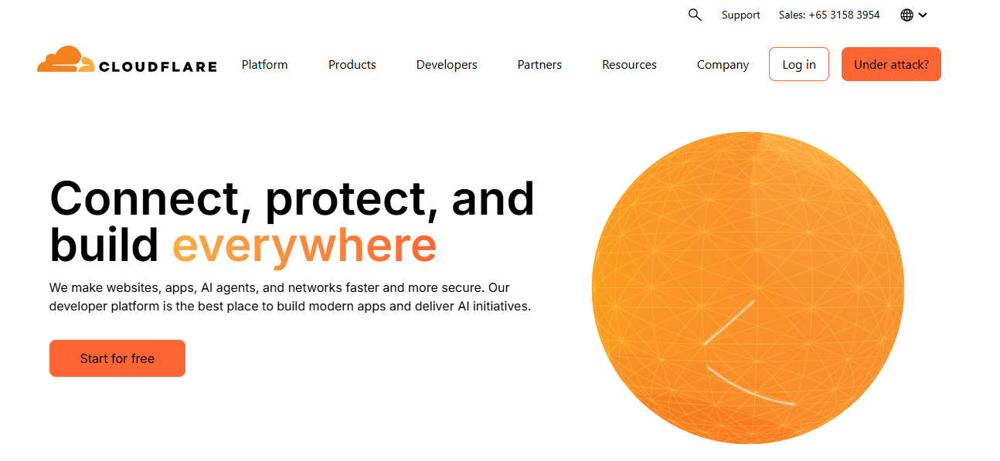 Support Sales: +65 3158 3954
CLOUDFLARE Platform Products Developers Partners Resources Company Log in Under attack?
Connect, protect, and
build everywhere
We make websites, apps, AI agents, and networks faster and more secure. Our
developer platform is the best place to build modern apps and deliver AI initiatives.
Start for free